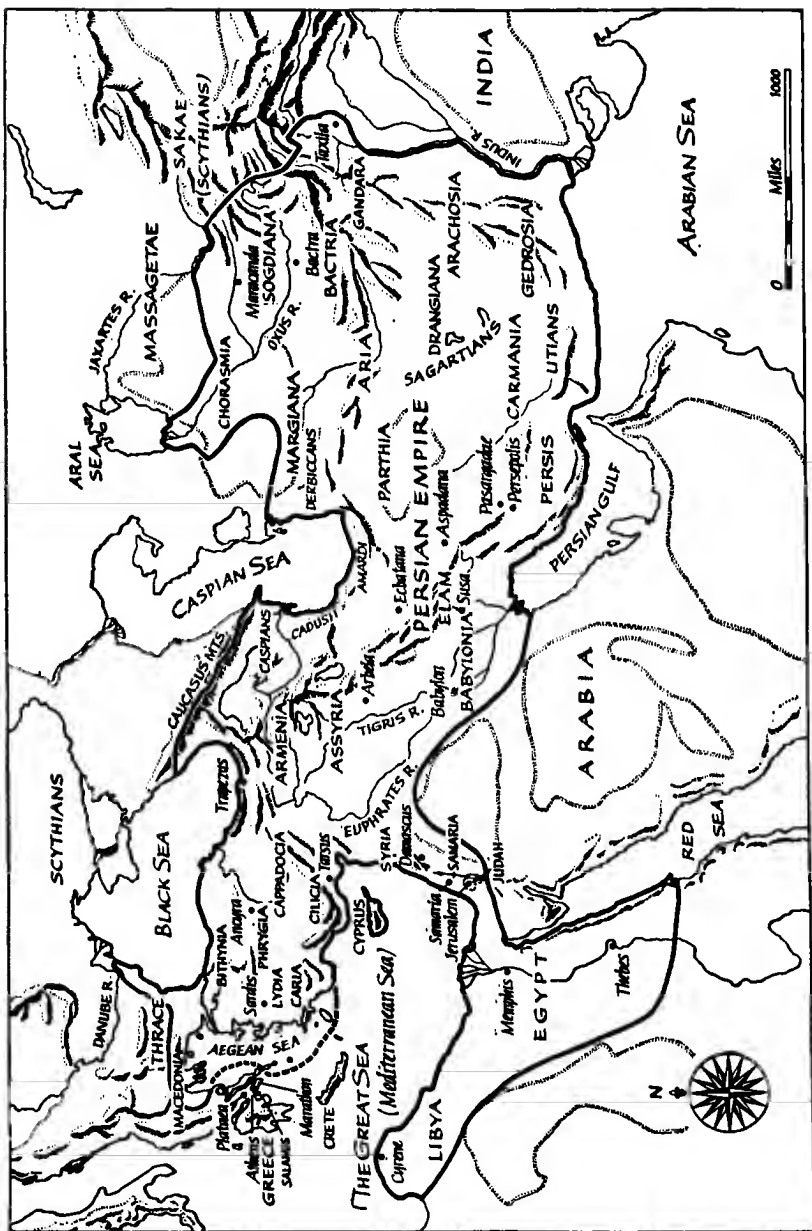 SCYTHIANS
DANUBE R.
THRACE
MACEDONIA
BLACK SEA
CAUCASUS MTS.
CASPIAN SEA
ARAL
SEA
JAXARTES R.
MASSAGETAE
SAKAE
(SCYTHIANS)
CHORASMIA
OXUS R.
Maracanda
SOGDIANA
Bactra
BACTRIA
Taxila
GANDARA
MARGIANA
DERBICCANS
ARIA
PARTHIA
AMARDI
CADUSII
CASPIANS
Trapezus
ARMENIA
ASSYRIA
Arbela
TIGRIS R.
EUPHRATES R.
BITHYNIA
Ancyra
PHRYGIA
CAPPADOCIA
Sardis
LYDIA
CARIA
CILICIA
Tarsus
AEGEAN SEA
Plataea
Athens
GREECE
SALAMIS
Marathon
CRETE
CYPRUS
THE GREAT SEA
(Mediterranean Sea)
Cyrene
LIBYA
SYRIA
Damascus
SAMARIA
Samaria
Jerusalem
JUDAH
Memphis
EGYPT
Thebes
RED
SEA
ARABIA
Babylon
BABYLONIA
Susa
ELAM
Ecbatana
PERSIAN EMPIRE
Aspadana
Pasargadae
Persepolis
PERSIS
CARMANIA
UTIANS
SAGARTIANS
DRANGIANA
ARACHOSIA
GEDROSIA
INDUS R.
INDIA
PERSIAN GULF
ARABIAN SEA
0 Miles 1000
N